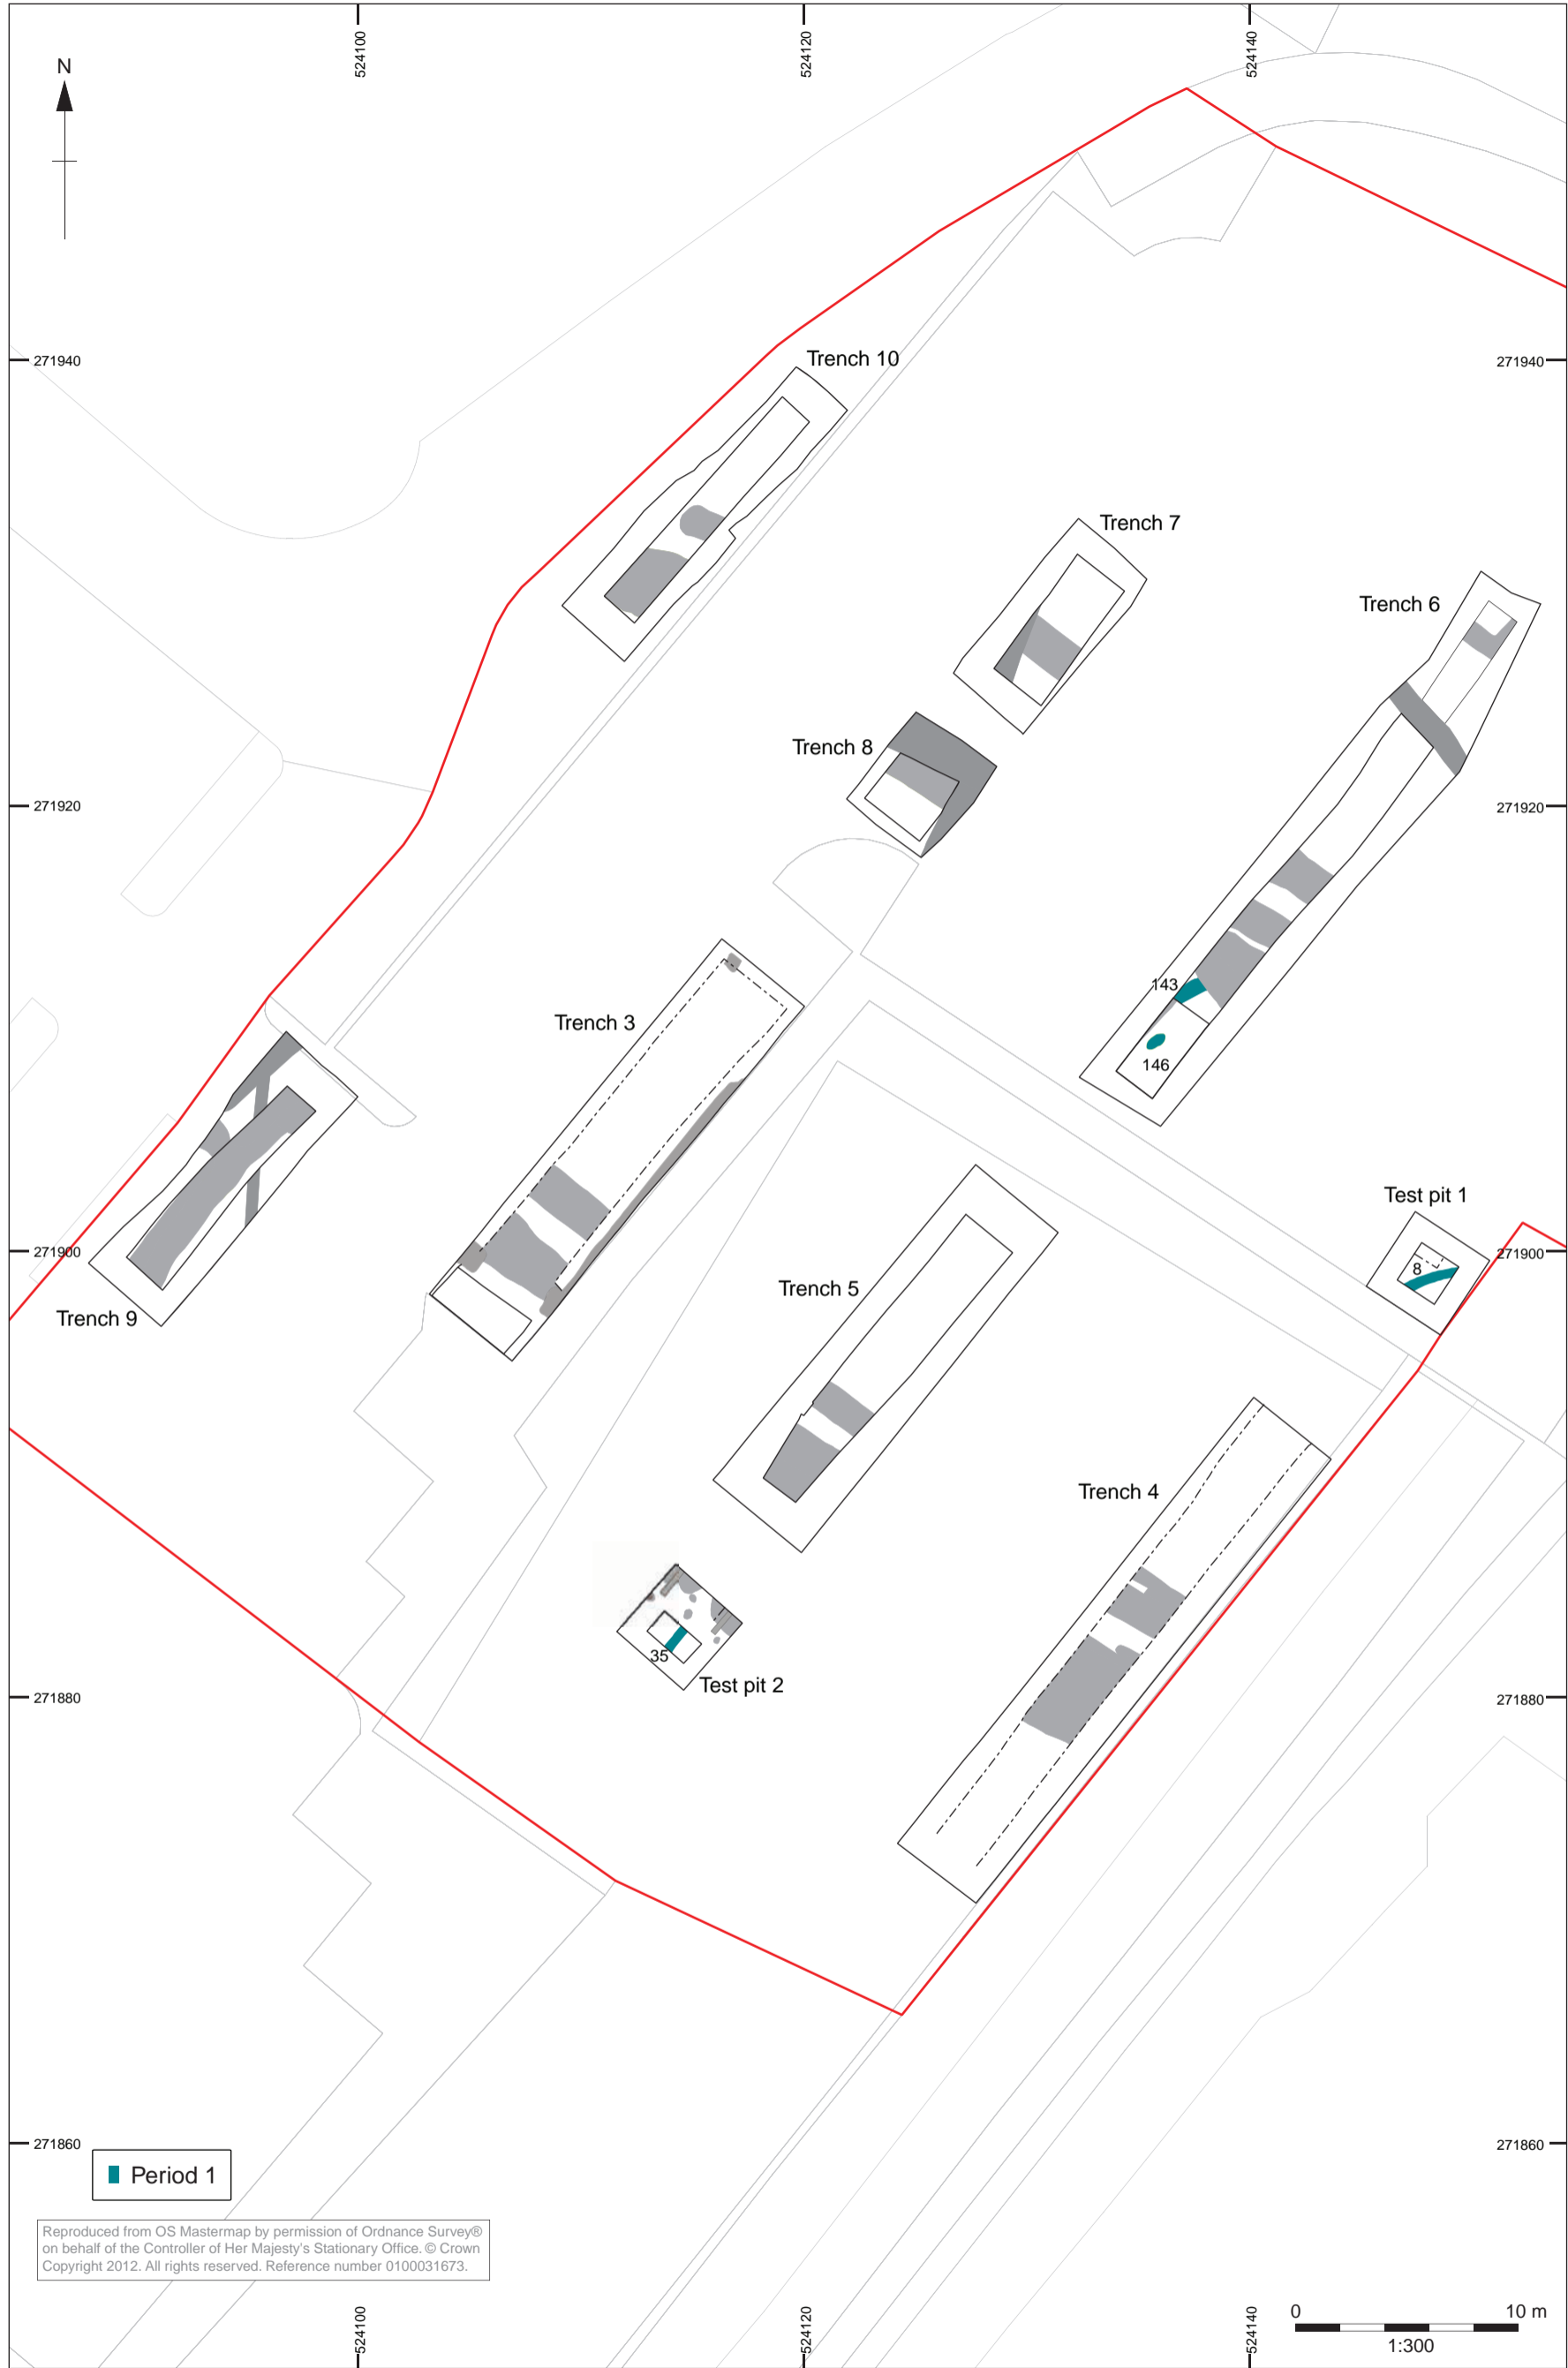 524100
524120
524140
N
271940
Trench 10
271940
Trench 7
Trench 6
Trench 8
271920
271920
143
Trench 3
146
Test pit 1
271900
271900
8
Trench 5
Trench 9
Trench 4
35
Test pit 2
271880
271880
271860
271860
Period 1
Reproduced from OS Mastermap by permission of Ordnance Survey®
on behalf of the Controller of Her Majesty's Stationary Office. © Crown
Copyright 2012. All rights reserved. Reference number 0100031673.
524100
524120
524140
0 10 m
1:300